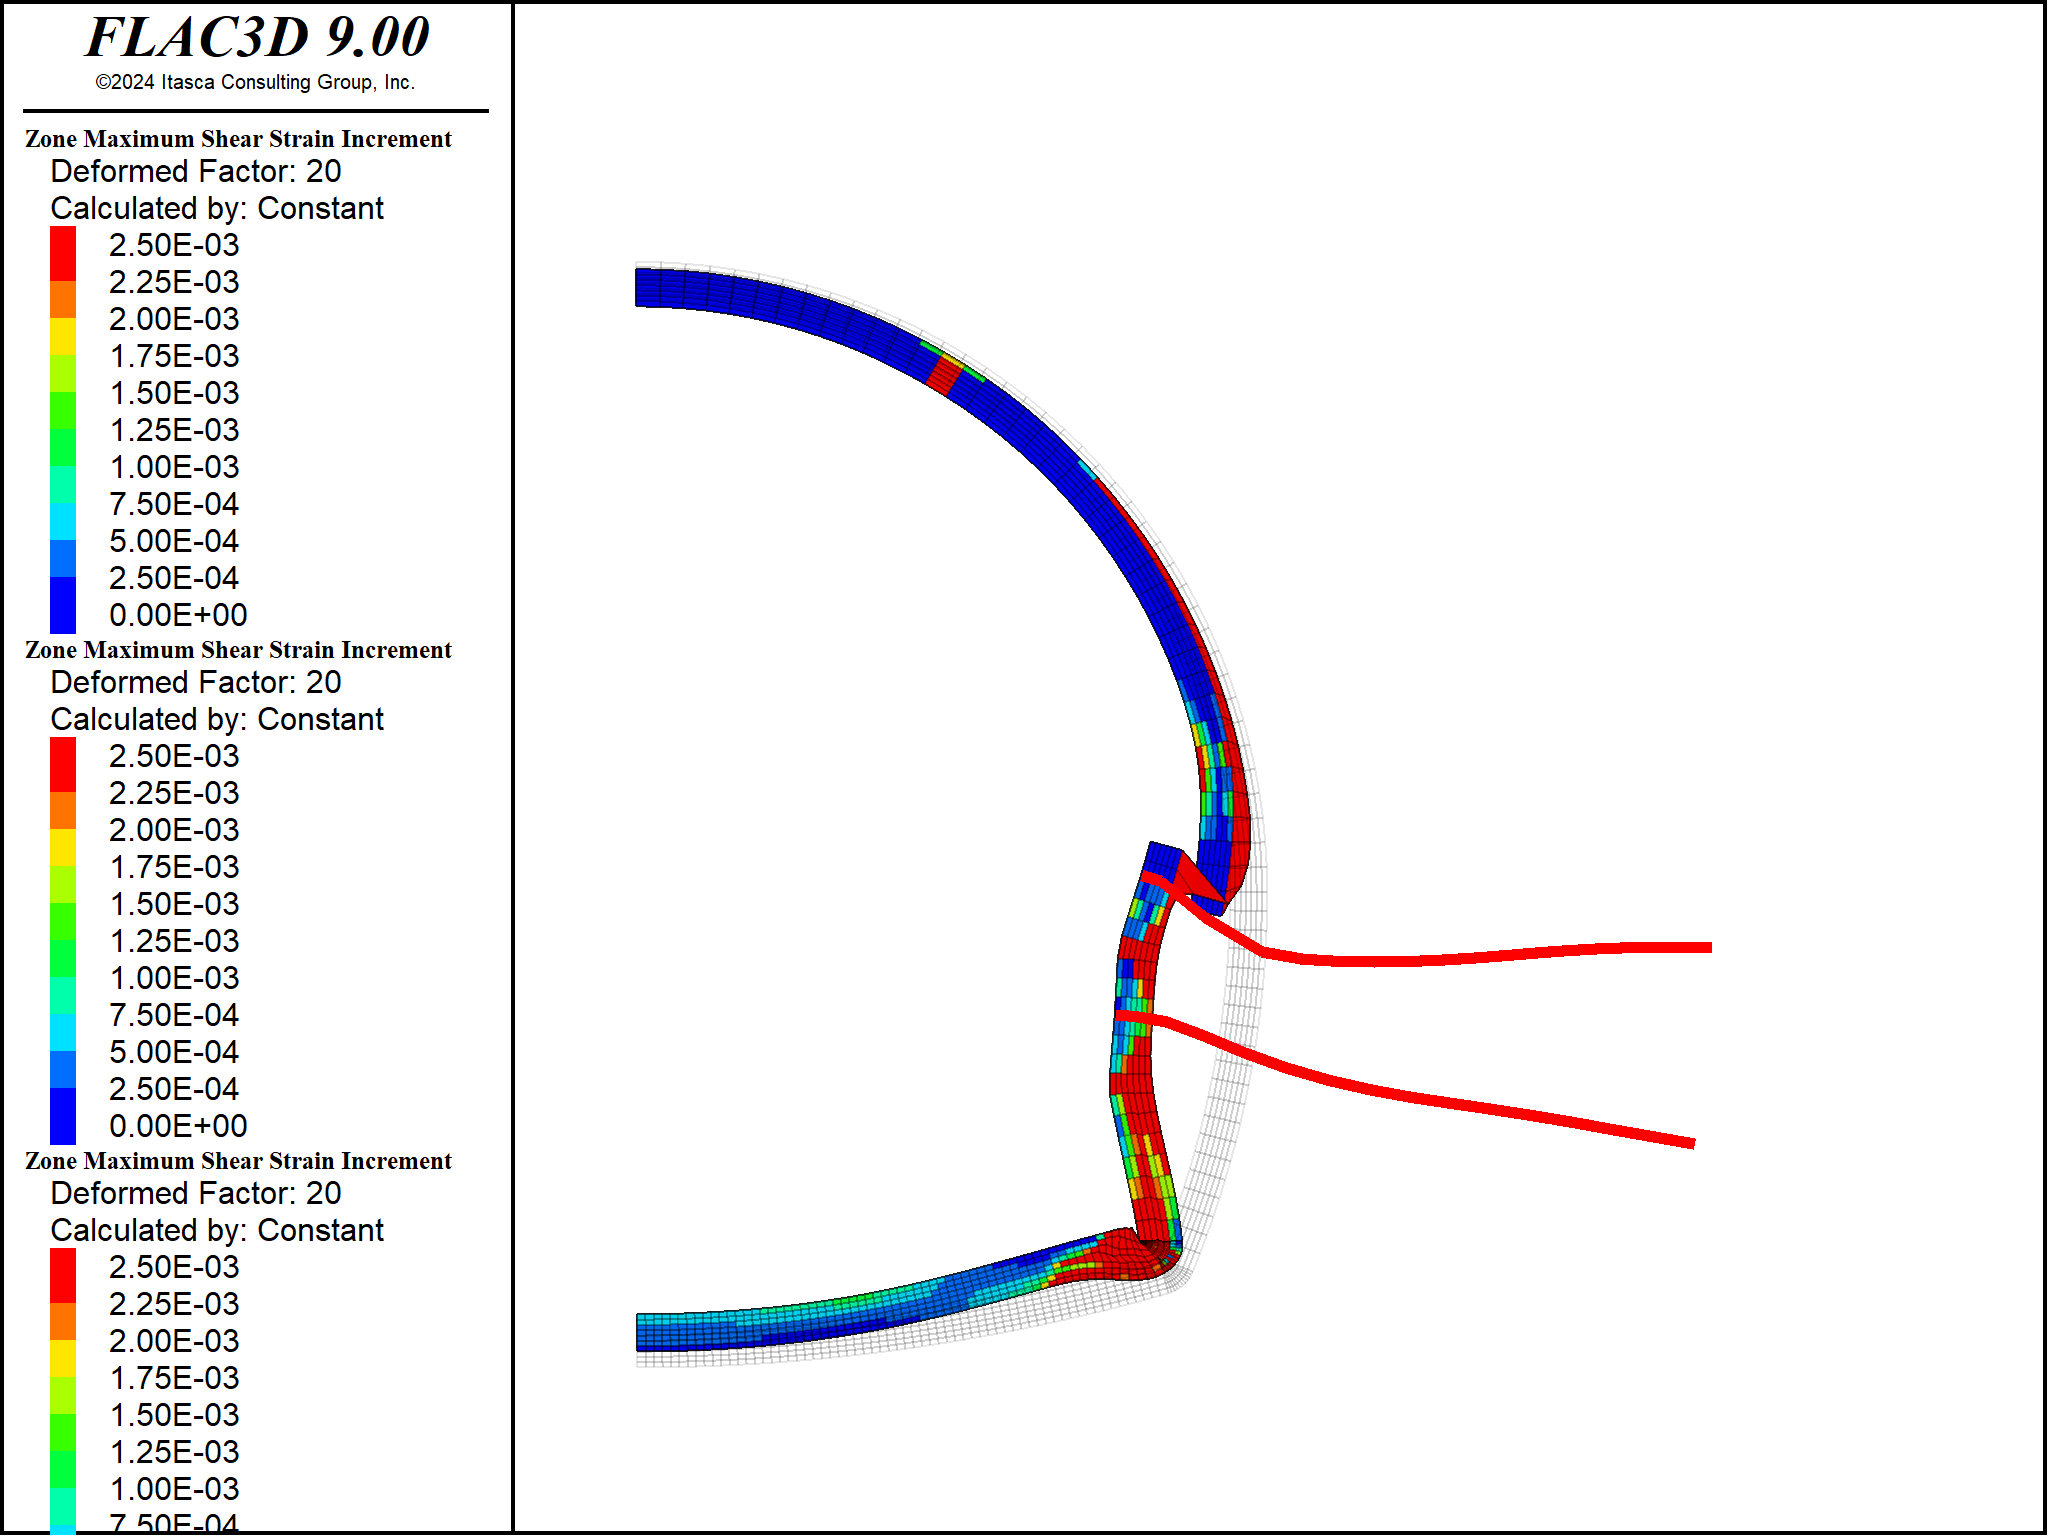 FLAC3D 9.00
©2024 Itasca Consulting Group, Inc.
Zone Maximum Shear Strain Increment
Deformed Factor: 20
Calculated by: Constant
2.50E-03
2.25E-03
2.00E-03
1.75E-03
1.50E-03
1.25E-03
1.00E-03
7.50E-04
5.00E-04
2.50E-04
0.00E+00
Zone Maximum Shear Strain Increment
Deformed Factor: 20
Calculated by: Constant
2.50E-03
2.25E-03
2.00E-03
1.75E-03
1.50E-03
1.25E-03
1.00E-03
7.50E-04
5.00E-04
2.50E-04
0.00E+00
Zone Maximum Shear Strain Increment
Deformed Factor: 20
Calculated by: Constant
2.50E-03
2.25E-03
2.00E-03
1.75E-03
1.50E-03
1.25E-03
1.00E-03
7.50E-04